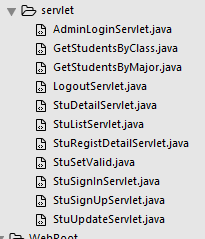 servlet
AdminLoginServlet.java
GetStudentsByClass.java
GetStudentsByMajor.java
LogoutServlet.java
StuDetailServlet.java
StuListServlet.java
StuRegistDetailServlet.java
StuSetValid.java
StuSignInServlet.java
StuSignUpServlet.java
StuUpdateServlet.java
WebRoot